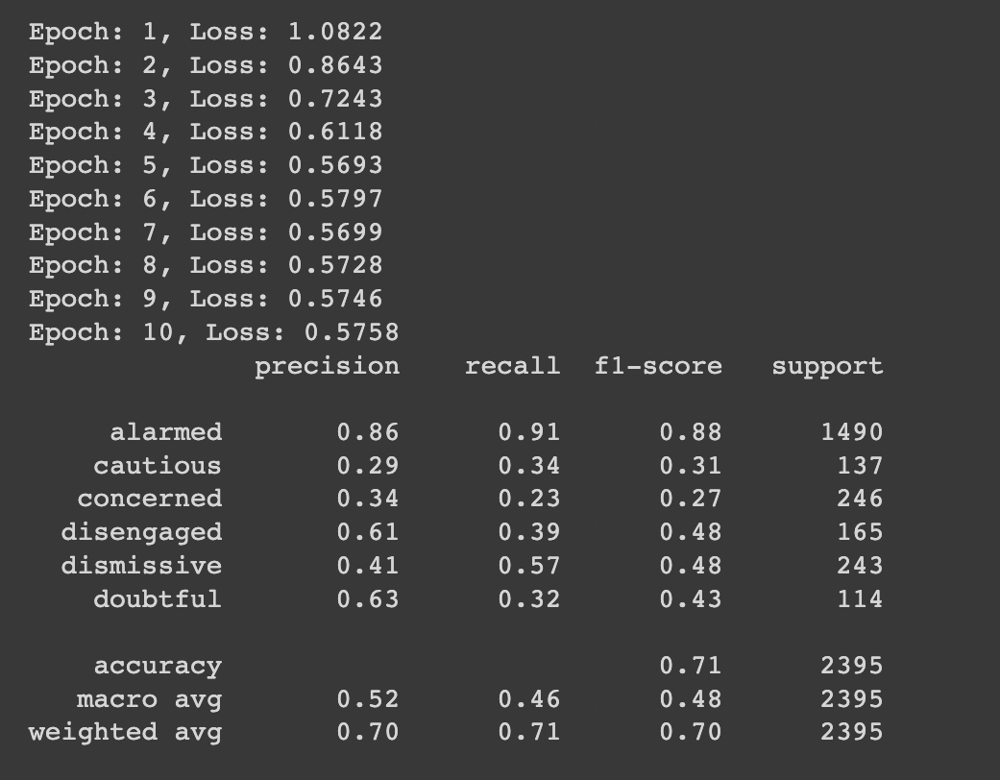 Epoch: 1, Loss: 1.0822
Epoch: 2, Loss: 0.8643
Epoch: 3, Loss: 0.7243
Epoch: 4, Loss: 0.6118
Epoch: 5, Loss: 0.5693
Epoch: 6, Loss: 0.5797
Epoch: 7, Loss: 0.5699
Epoch: 8, Loss: 0.5728
Epoch: 9, Loss: 0.5746
Epoch: 10, Loss: 0.5758
precision recall f1-score support
alarmed 0.86 0.91 0.88 1490
cautious 0.29 0.34 0.31 137
concerned 0.34 0.23 0.27 246
disengaged 0.61 0.39 0.48 165
dismissive 0.41 0.57 0.48 243
doubtful 0.63 0.32 0.43 114
accuracy 0.71 2395
macro avg 0.52 0.46 0.48 2395
weighted avg 0.70 0.71 0.70 2395